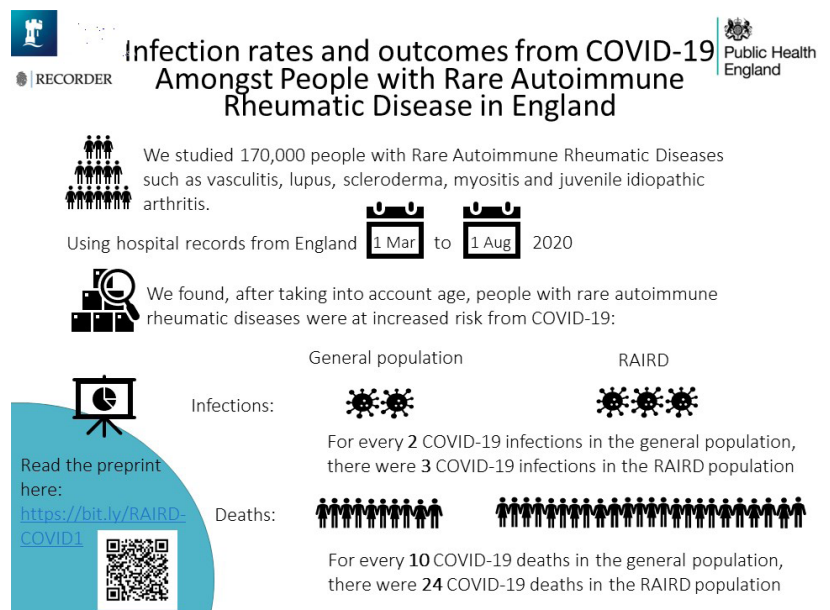 Infection rates and outcomes from COVID-19
Amongst People with Rare Autoimmune
Rheumatic Disease in England
RECORDER
Public Health
England
We studied 170,000 people with Rare Autoimmune Rheumatic Diseases
such as vasculitis, lupus, scleroderma, myositis and juvenile idiopathic
arthritis.
Using hospital records from England 1 Mar to 1 Aug 2020
We found, after taking into account age, people with rare autoimmune
rheumatic diseases were at increased risk from COVID-19:
General population RAIRD
Infections:
For every 2 COVID-19 infections in the general population,
there were 3 COVID-19 infections in the RAIRD population
Deaths:
For every 10 COVID-19 deaths in the general population,
there were 24 COVID-19 deaths in the RAIRD population
Read the preprint
here:
https://bit.ly/RAIRD-
COVID1